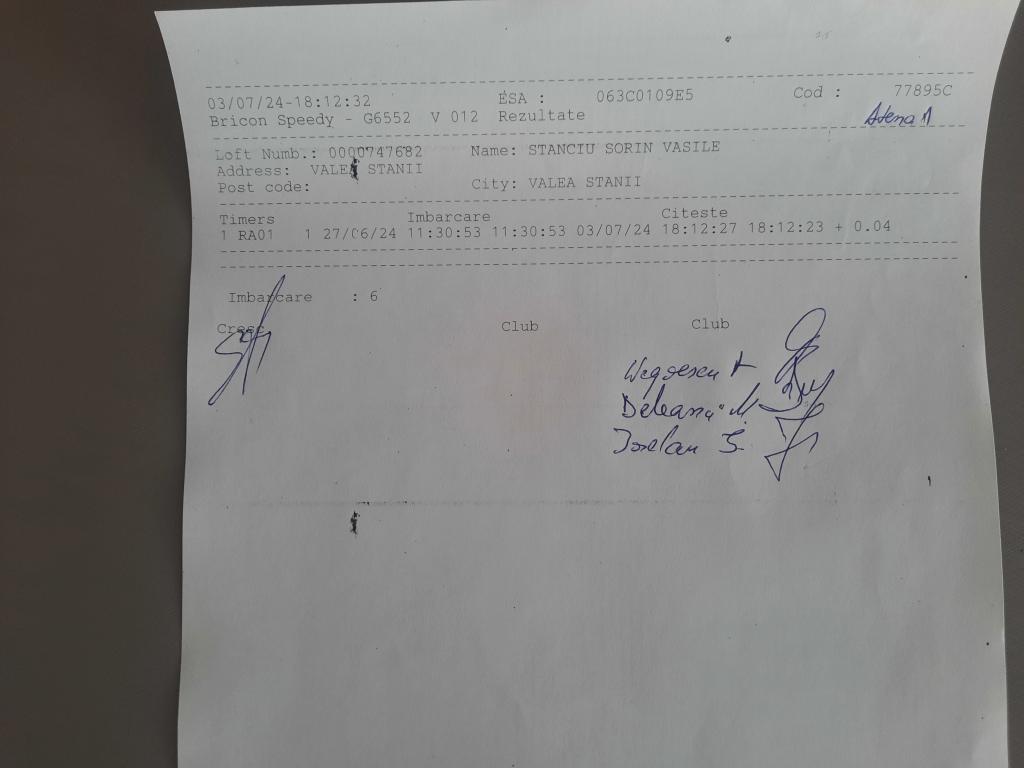 03/07/24-18:12:32 ESA : 063C0109E5 Cod : 77895C
Bricon Speedy - G6552 V 012 Rezultate Atena 1
Loft Numb.: 0000747682 Name: STANCIU SORIN VASILE
Address: VALEA STANII
Post code: City: VALEA STANII
Timers Imbarcare Citeste
1 RA01 1 27/06/24 11:30:53 11:30:53 03/07/24 18:12:27 18:12:23 + 0.04
Imbarcare : 6
Cresc Club Club